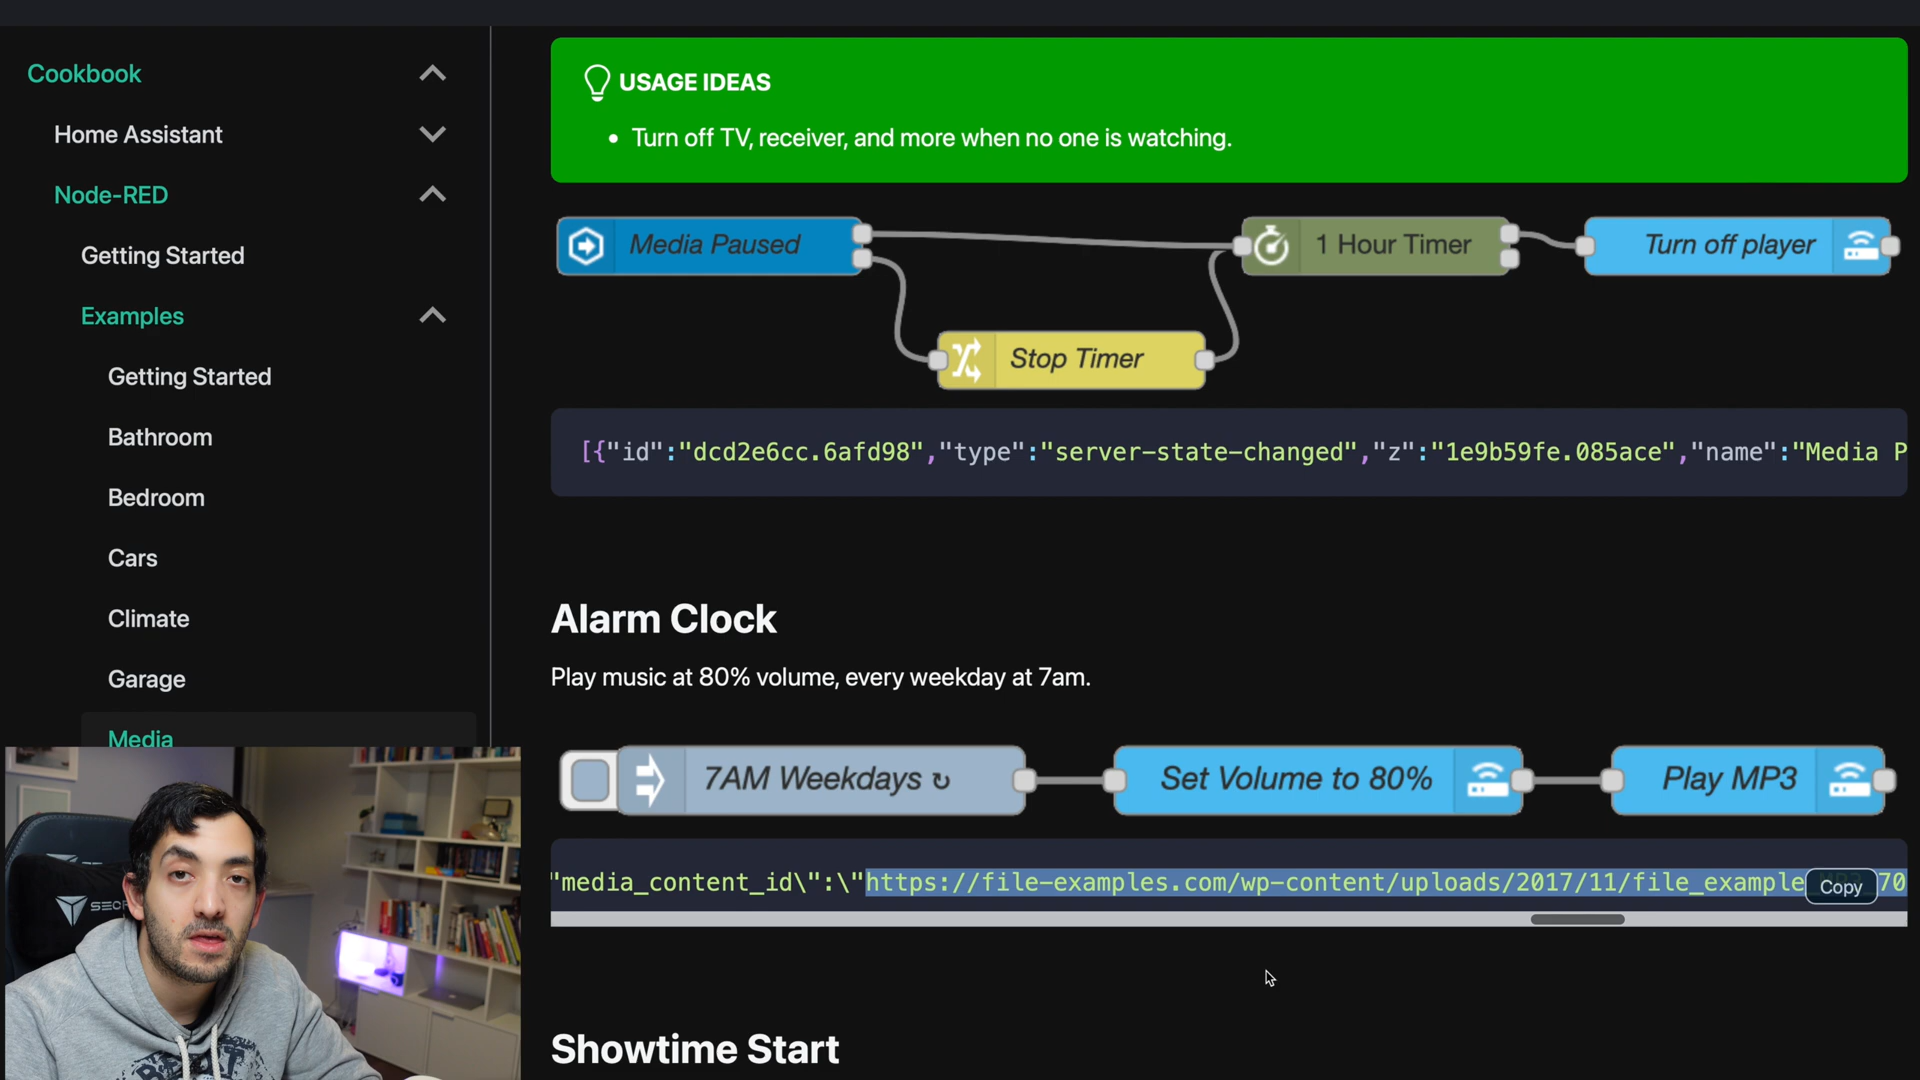 Cookbook
Home Assistant
Node-RED
Getting Started
Examples
Getting Started
Bathroom
Bedroom
Cars
Climate
Garage
Media
USAGE IDEAS
• Turn off TV, receiver, and more when no one is watching.
Media Paused
1 Hour Timer
Turn off player
Stop Timer
[{"id":"dcd2e6cc.6afd98","type":"server-state-changed","z":"1e9b59fe.085ace","name":"Media P
Alarm Clock
Play music at 80% volume, every weekday at 7am.
7AM Weekdays ↻
Set Volume to 80%
Play MP3
"media_content_id\":\"https://file-examples.com/wp-content/uploads/2017/11/file_example
Copy
70
Showtime Start
SECR